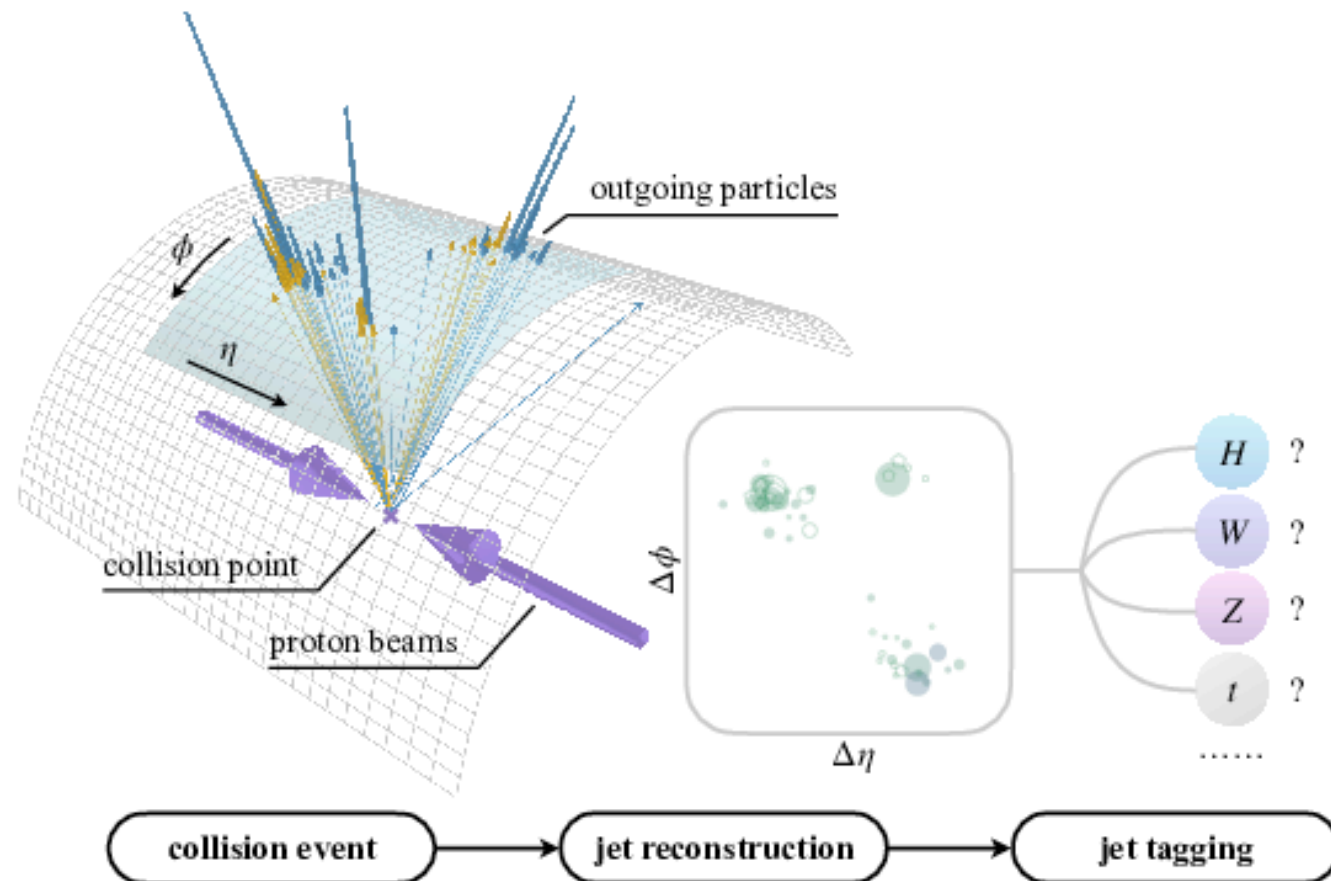 outgoing particles
ϕ
η
collision point
proton beams
Δϕ
Δη
H ?
W ?
Z ?
t ?
......
collision event
jet reconstruction
jet tagging